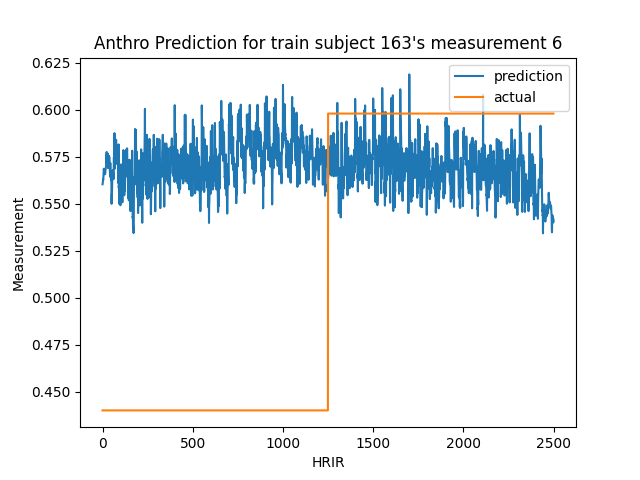 Anthro Prediction for train subject 163's measurement 6
prediction
actual
0.625
0.600
0.575
0.550
0.525
0.500
0.475
0.450
Measurement
0
500
1000
1500
2000
2500
HRIR